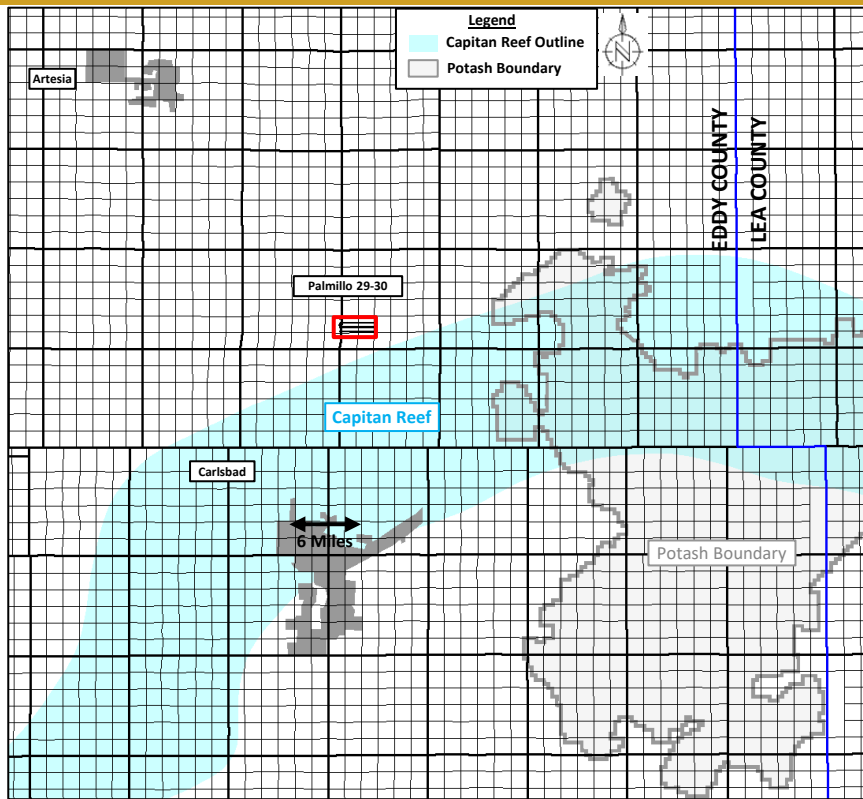 Legend
Capitan Reef Outline
Potash Boundary
N
Artesia
EDDY COUNTY
LEA COUNTY
Palmillo 29-30
Capitan Reef
Carlsbad
6 Miles
Potash Boundary